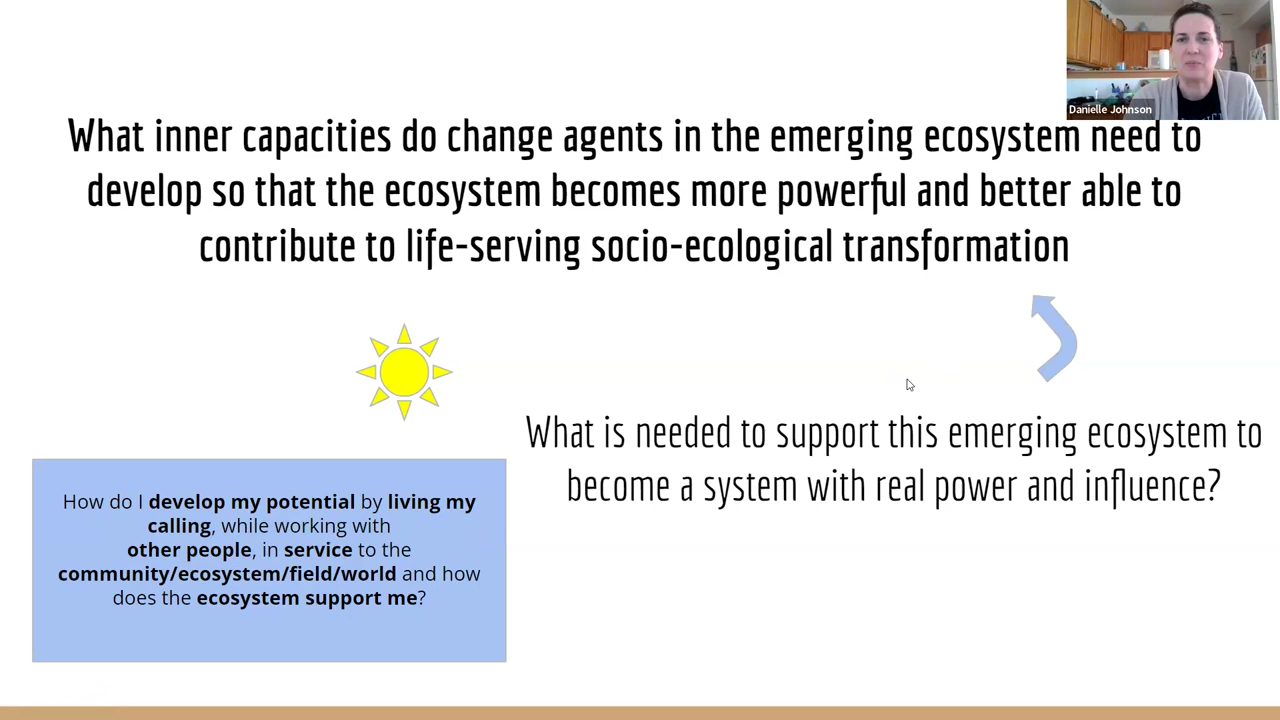 Danielle Johnson
What inner capacities do change agents in the emerging ecosystem need to
develop so that the ecosystem becomes more powerful and better able to
contribute to life-serving socio-ecological transformation
What is needed to support this emerging ecosystem to
become a system with real power and influence?
How do I develop my potential by living my
calling, while working with
other people, in service to the
community/ecosystem/field/world and how
does the ecosystem support me?